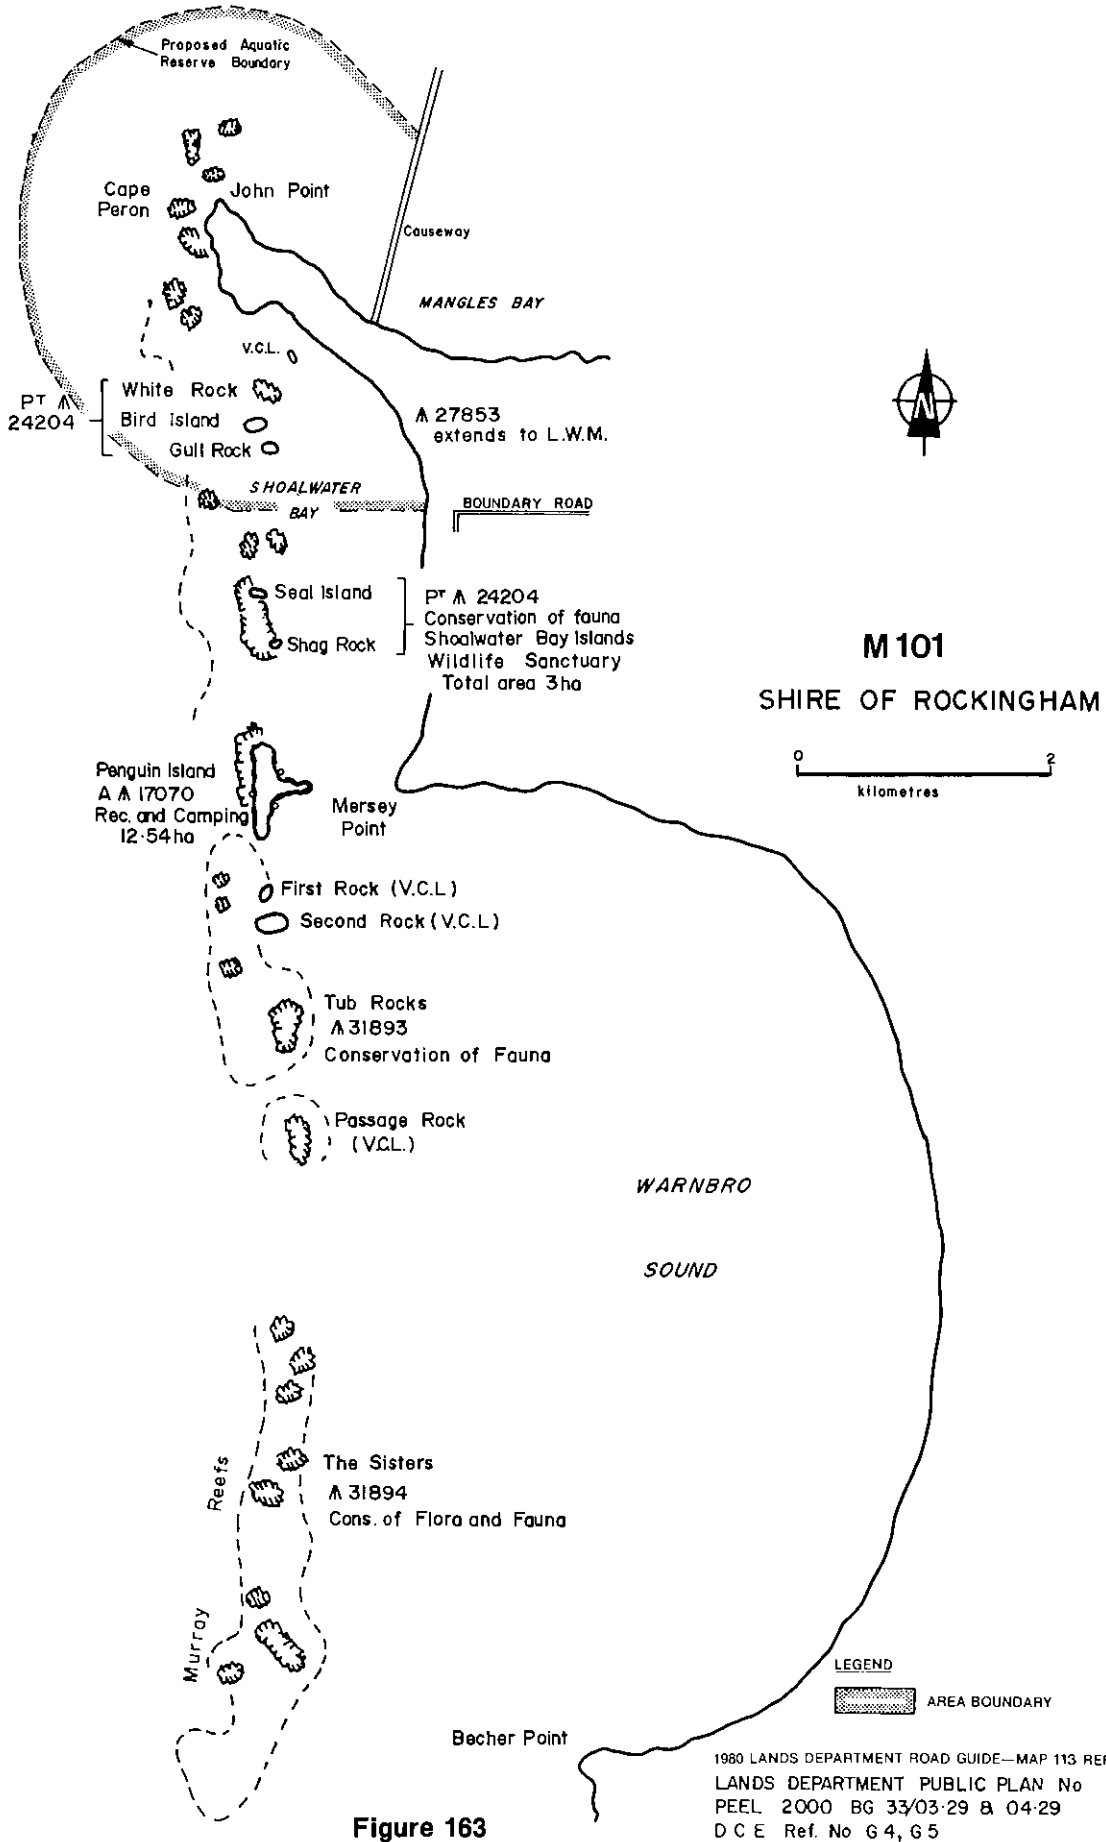 Proposed Aquatic
Reserve Boundary
Cape
Peron
John Point
Causeway
MANGLES BAY
V.C.L.
White Rock
Bird Island
Gull Rock
PT
24204
27853
extends to L.W.M.
N
SHOALWATER
BAY
BOUNDARY ROAD
Seal Island
Shag Rock
PT 24204
Conservation of fauna
Shoalwater Bay Islands
Wildlife Sanctuary
Total area 3ha
M101
SHIRE OF ROCKINGHAM
0 2
kilometres
Penguin Island
A 17070
Rec. and Camping
12·54ha
Mersey
Point
First Rock (V.C.L)
Second Rock (V.C.L)
Tub Rocks
31893
Conservation of Fauna
Passage Rock
(V.C.L.)
WARNBRO
SOUND
The Sisters
31894
Cons. of Flora and Fauna
Murray Reefs
Becher Point
LEGEND
AREA BOUNDARY
1980 LANDS DEPARTMENT ROAD GUIDE—MAP 113 REF
LANDS DEPARTMENT PUBLIC PLAN No
PEEL 2000 BG 33/03·29 & 04·29
D C E Ref. No G 4, G 5
Figure 163